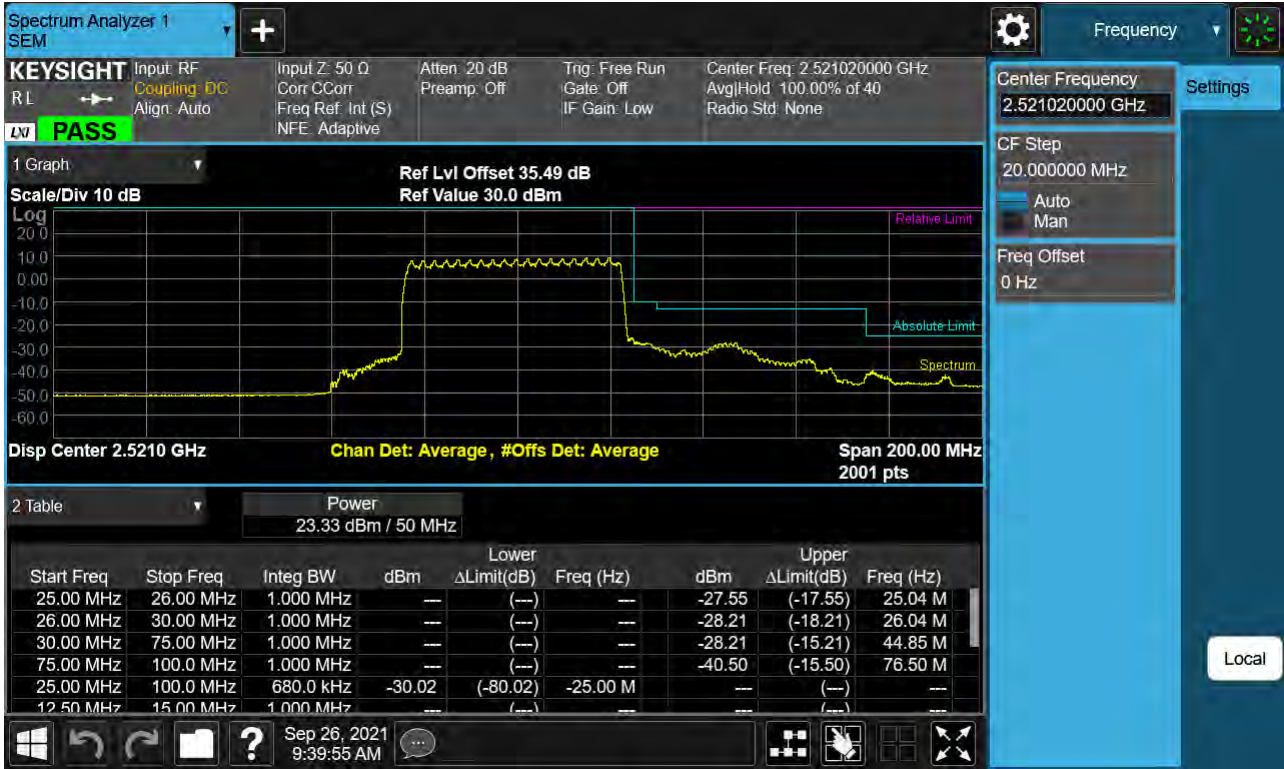 Spectrum Analyzer 1
SEM
Frequency
KEYSIGHT
R L
LXI
PASS
Input: RF
Coupling: DC
Align: Auto
Input Z: 50 Ω
Corr CCorr
Freq Ref: Int (S)
NFE: Adaptive
Atten: 20 dB
Preamp: Off
Trig: Free Run
Gate: Off
IF Gain: Low
Center Freq: 2.521020000 GHz
Avg|Hold: 100.00% of 40
Radio Std: None
Center Frequency
2.521020000 GHz
Settings
CF Step
20.000000 MHz
Auto
Man
Freq Offset
0 Hz
1 Graph
Scale/Div 10 dB
Ref Lvl Offset 35.49 dB
Ref Value 30.0 dBm
Log
20.0
10.0
0.00
-10.0
-20.0
-30.0
-40.0
-50.0
-60.0
Relative Limit
Absolute Limit
Spectrum
Disp Center 2.5210 GHz
Chan Det: Average, #Offs Det: Average
Span 200.00 MHz
2001 pts
2 Table
Power
23.33 dBm / 50 MHz
Lower Upper
Start Freq Stop Freq Integ BW dBm ΔLimit(dB) Freq (Hz) dBm ΔLimit(dB) Freq (Hz)
25.00 MHz 26.00 MHz 1.000 MHz --- (---) --- -27.55 (-17.55) 25.04 M
26.00 MHz 30.00 MHz 1.000 MHz --- (---) --- -28.21 (-18.21) 26.04 M
30.00 MHz 75.00 MHz 1.000 MHz --- (---) --- -28.21 (-15.21) 44.85 M
75.00 MHz 100.0 MHz 1.000 MHz --- (---) --- -40.50 (-15.50) 76.50 M
25.00 MHz 100.0 MHz 680.0 kHz -30.02 (-80.02) -25.00 M --- (---) ---
12.50 MHz 15.00 MHz 1.000 MHz --- (---) --- --- (---) ---
Local
?
Sep 26, 2021
9:39:55 AM